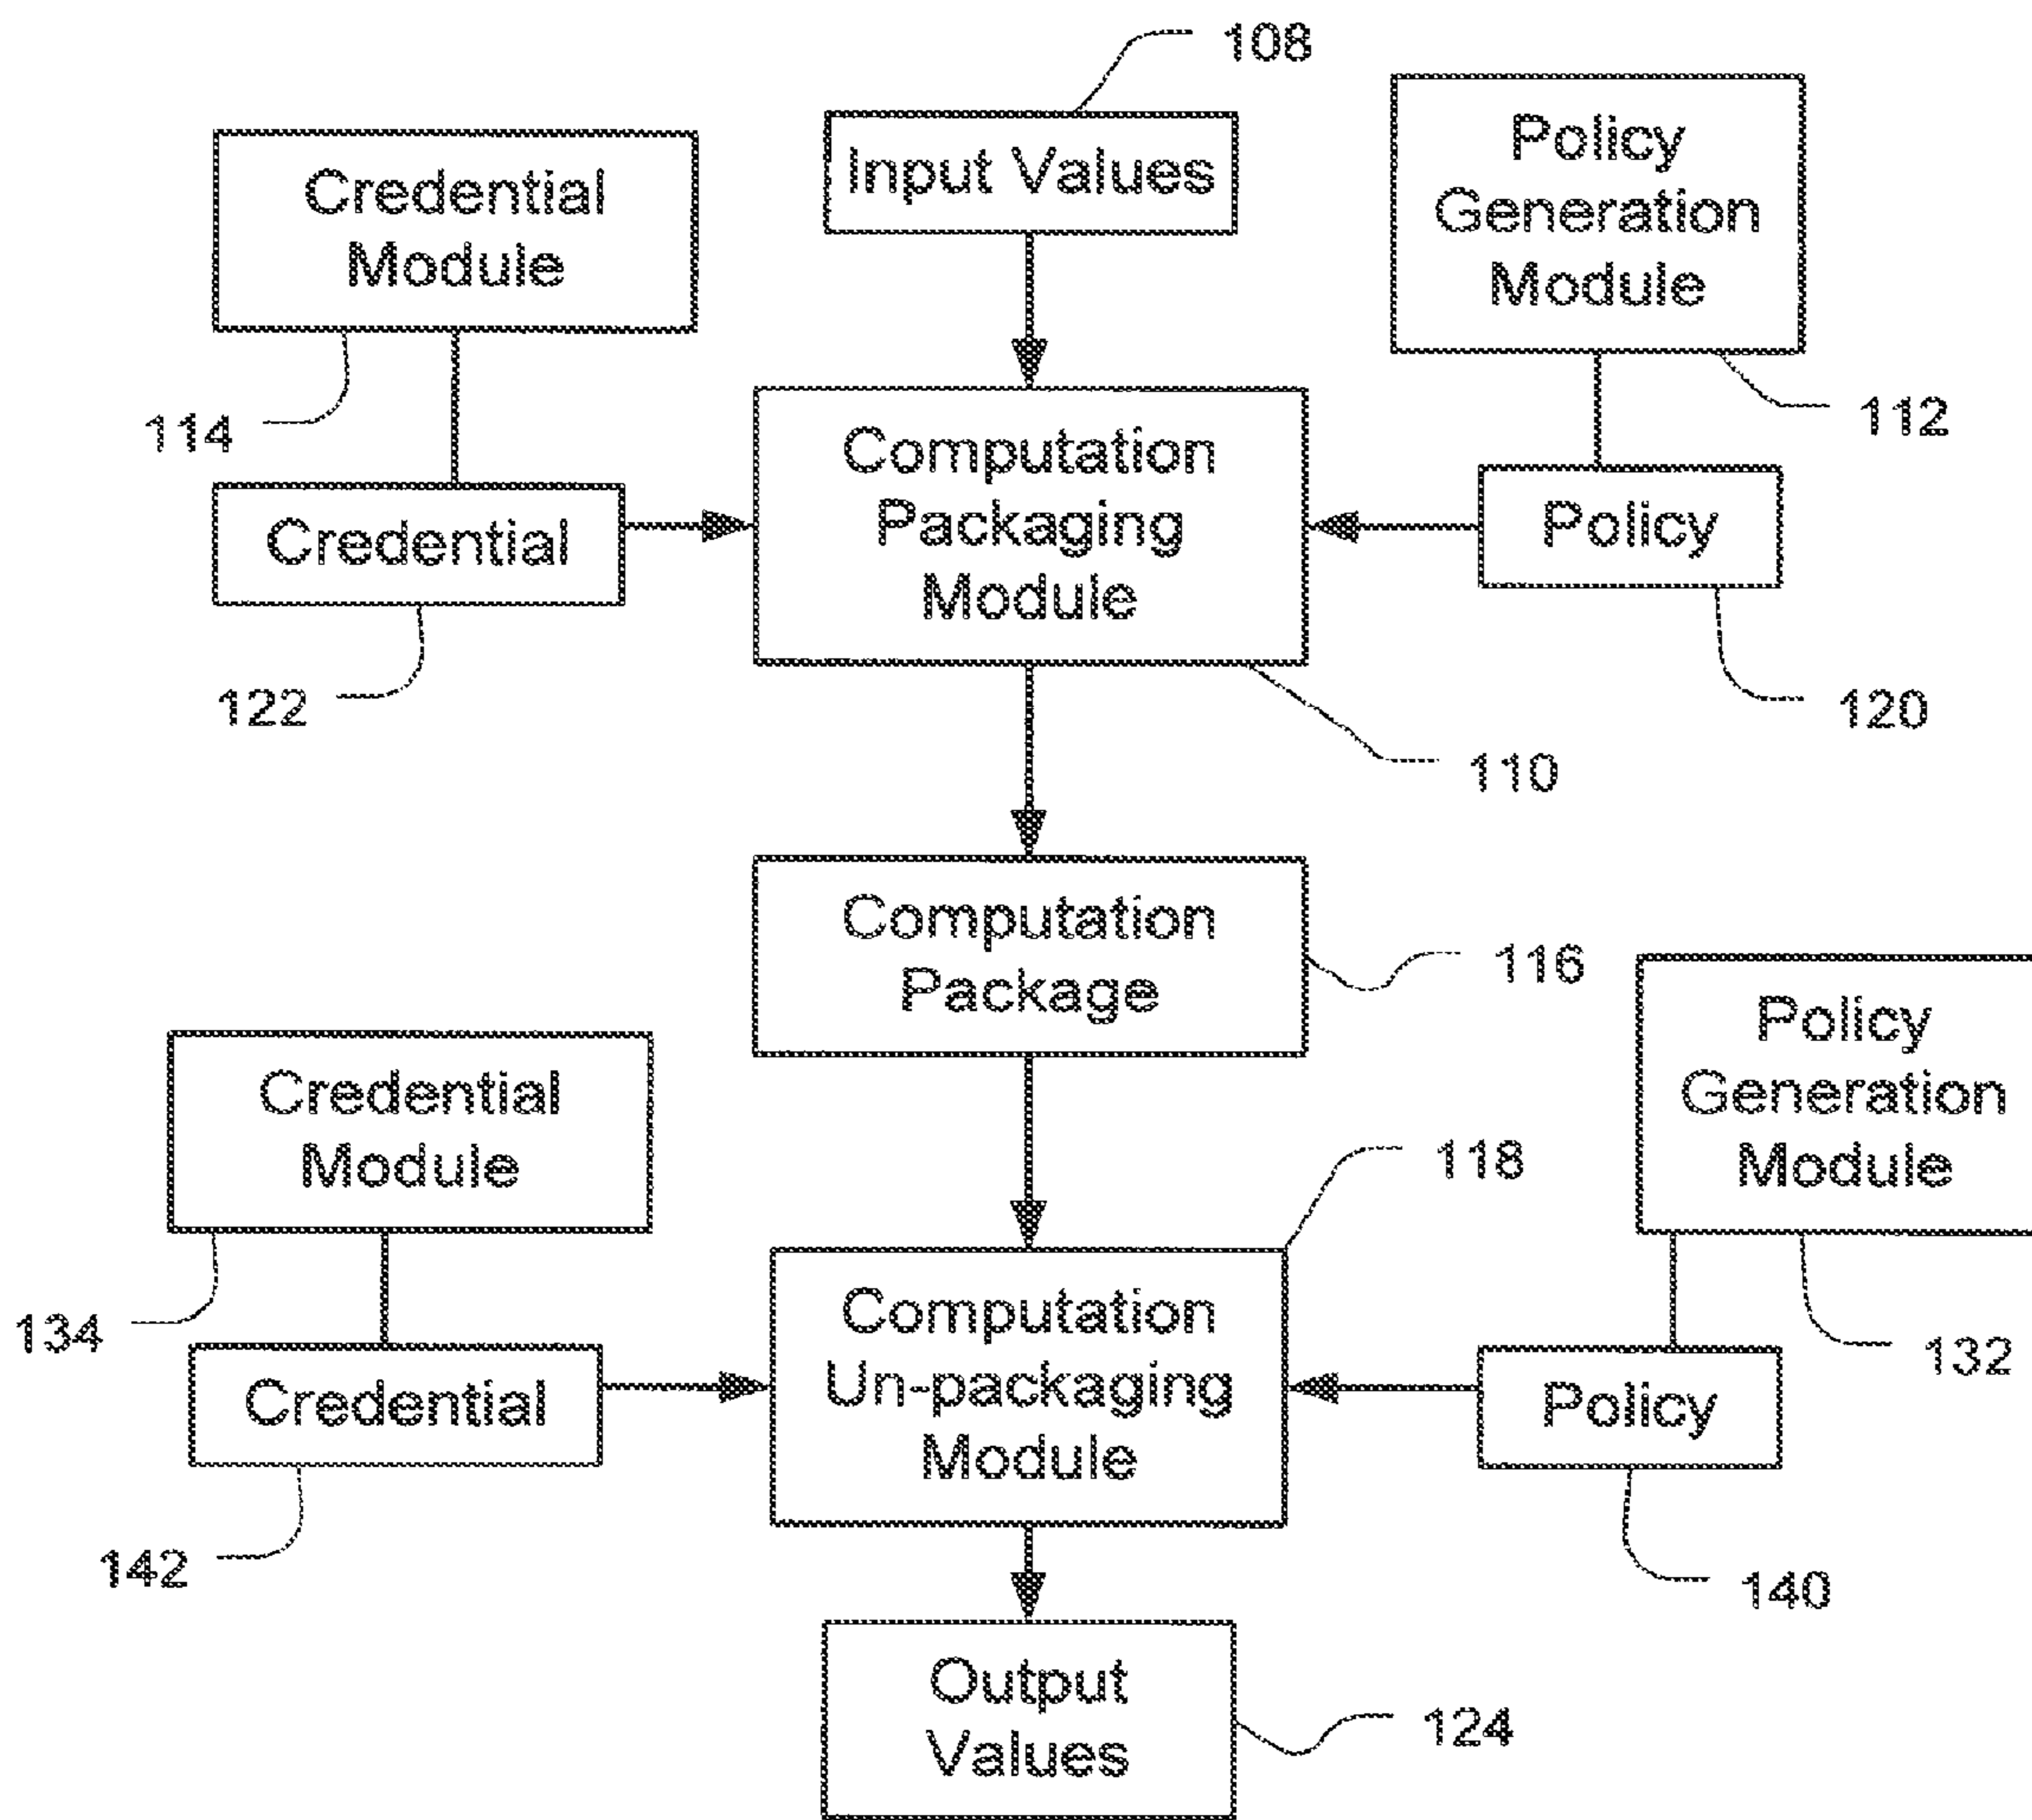 108
Credential
Module
Input Values
Policy
Generation
Module
114
112
Credential
Computation
Packaging
Module
Policy
122
120
110
Computation
Package
116
Policy
Generation
Module
Credential
Module
118
134
132
Credential
Computation
Un-packaging
Module
Policy
142
140
Output
Values
124